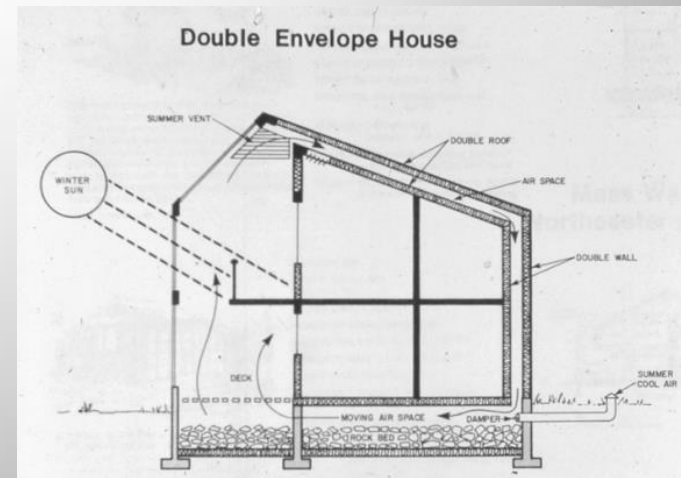 Double Envelope House
SUMMER VENT
DOUBLE ROOF
AIR SPACE
WINTER
SUN
DOUBLE WALL
DECK
SUMMER
COOL AIR
MOVING AIR SPACE
DAMPER
ROCK BED